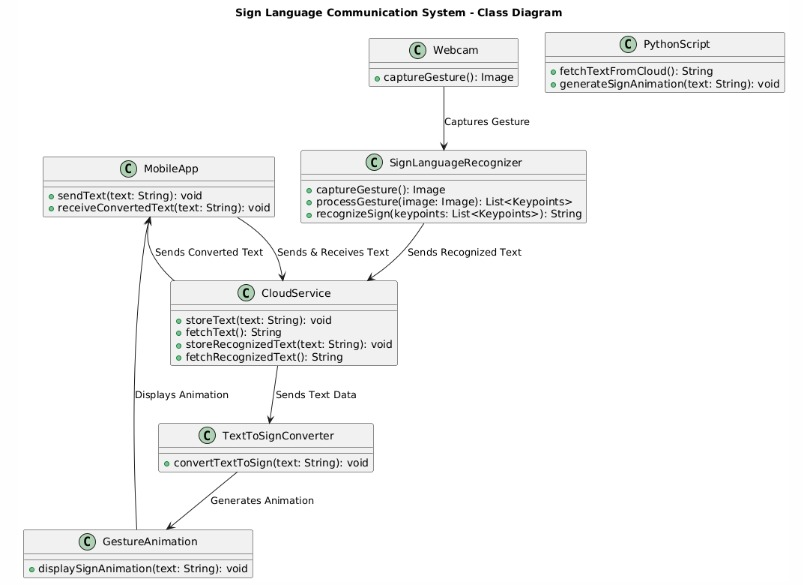 Sign Language Communication System - Class Diagram
C Webcam
captureGesture(): Image
C PythonScript
fetchTextFromCloud(): String
generateSignAnimation(text: String): void
Captures Gesture
C MobileApp
sendText(text: String): void
receiveConvertedText(text: String): void
C SignLanguageRecognizer
captureGesture(): Image
processGesture(image: Image): List<Keypoints>
recognizeSign(keypoints: List<Keypoints>): String
Sends Converted Text
Sends & Receives Text
Sends Recognized Text
C CloudService
storeText(text: String): void
fetchText(): String
storeRecognizedText(text: String): void
fetchRecognizedText(): String
Displays Animation
Sends Text Data
C TextToSignConverter
convertTextToSign(text: String): void
Generates Animation
C GestureAnimation
displaySignAnimation(text: String): void